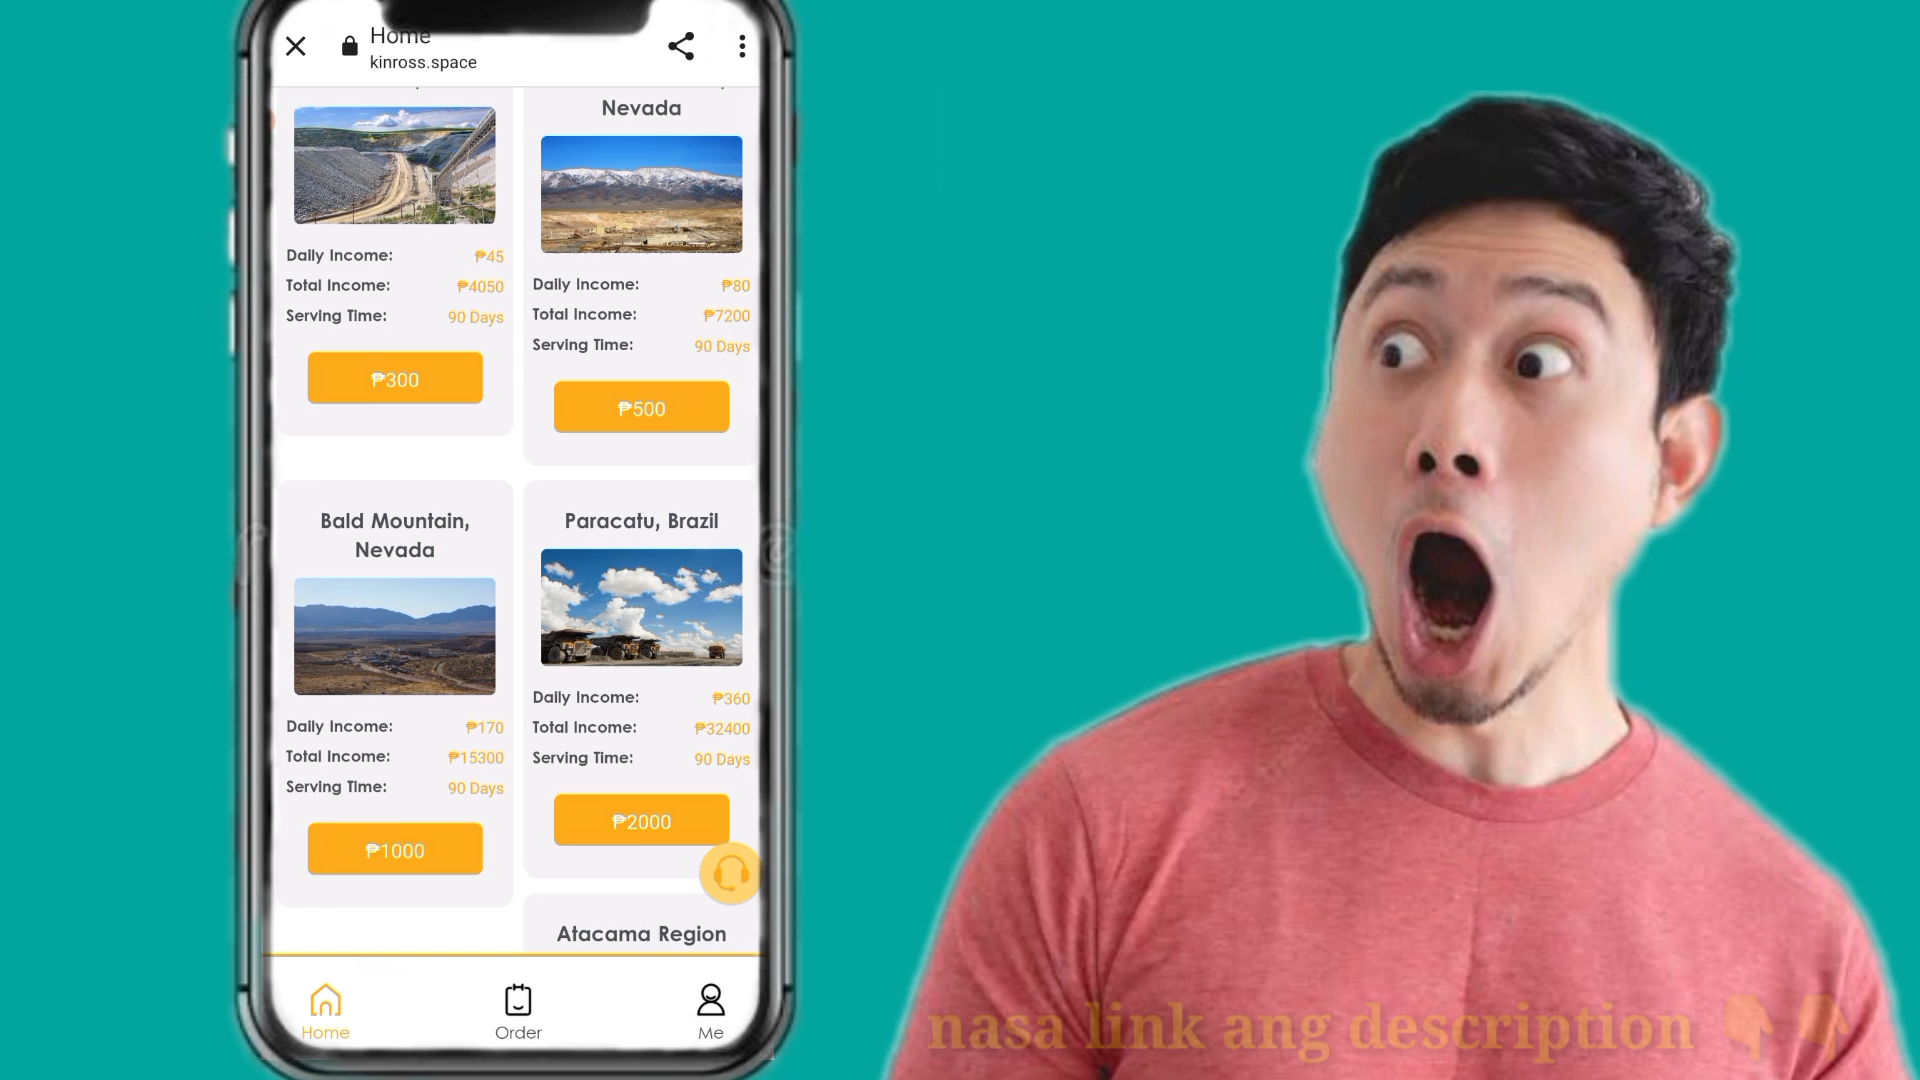 Home
kinross.space
Nevada
Daily Income: ₱45
Total Income: ₱4050
Serving Time: 90 Days
₱300
Daily Income: ₱80
Total Income: ₱7200
Serving Time: 90 Days
₱500
Bald Mountain,
Nevada
Daily Income: ₱170
Total Income: ₱15300
Serving Time: 90 Days
₱1000
Paracatu, Brazil
Daily Income: ₱360
Total Income: ₱32400
Serving Time: 90 Days
₱2000
Atacama Region
Home
Order
Me
nasa link ang description